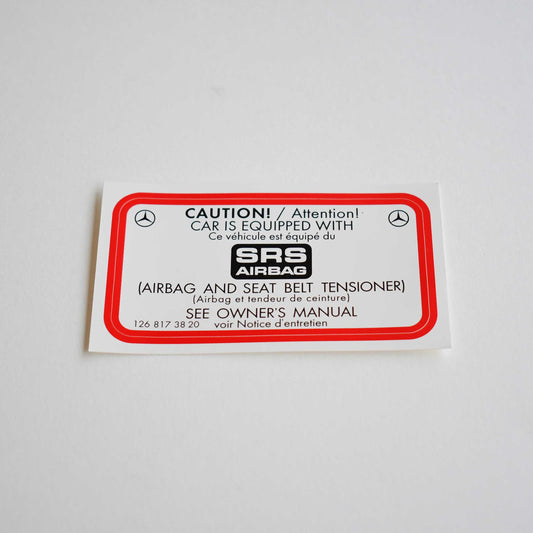 CAUTION! / Attention!
CAR IS EQUIPPED WITH
Ce véhicule est équipé du
SRS
AIRBAG
(AIRBAG AND SEAT BELT TENSIONER)
(Airbag et tendeur de ceinture)
SEE OWNER'S MANUAL
126 817 38 20 voir Notice d'entretien